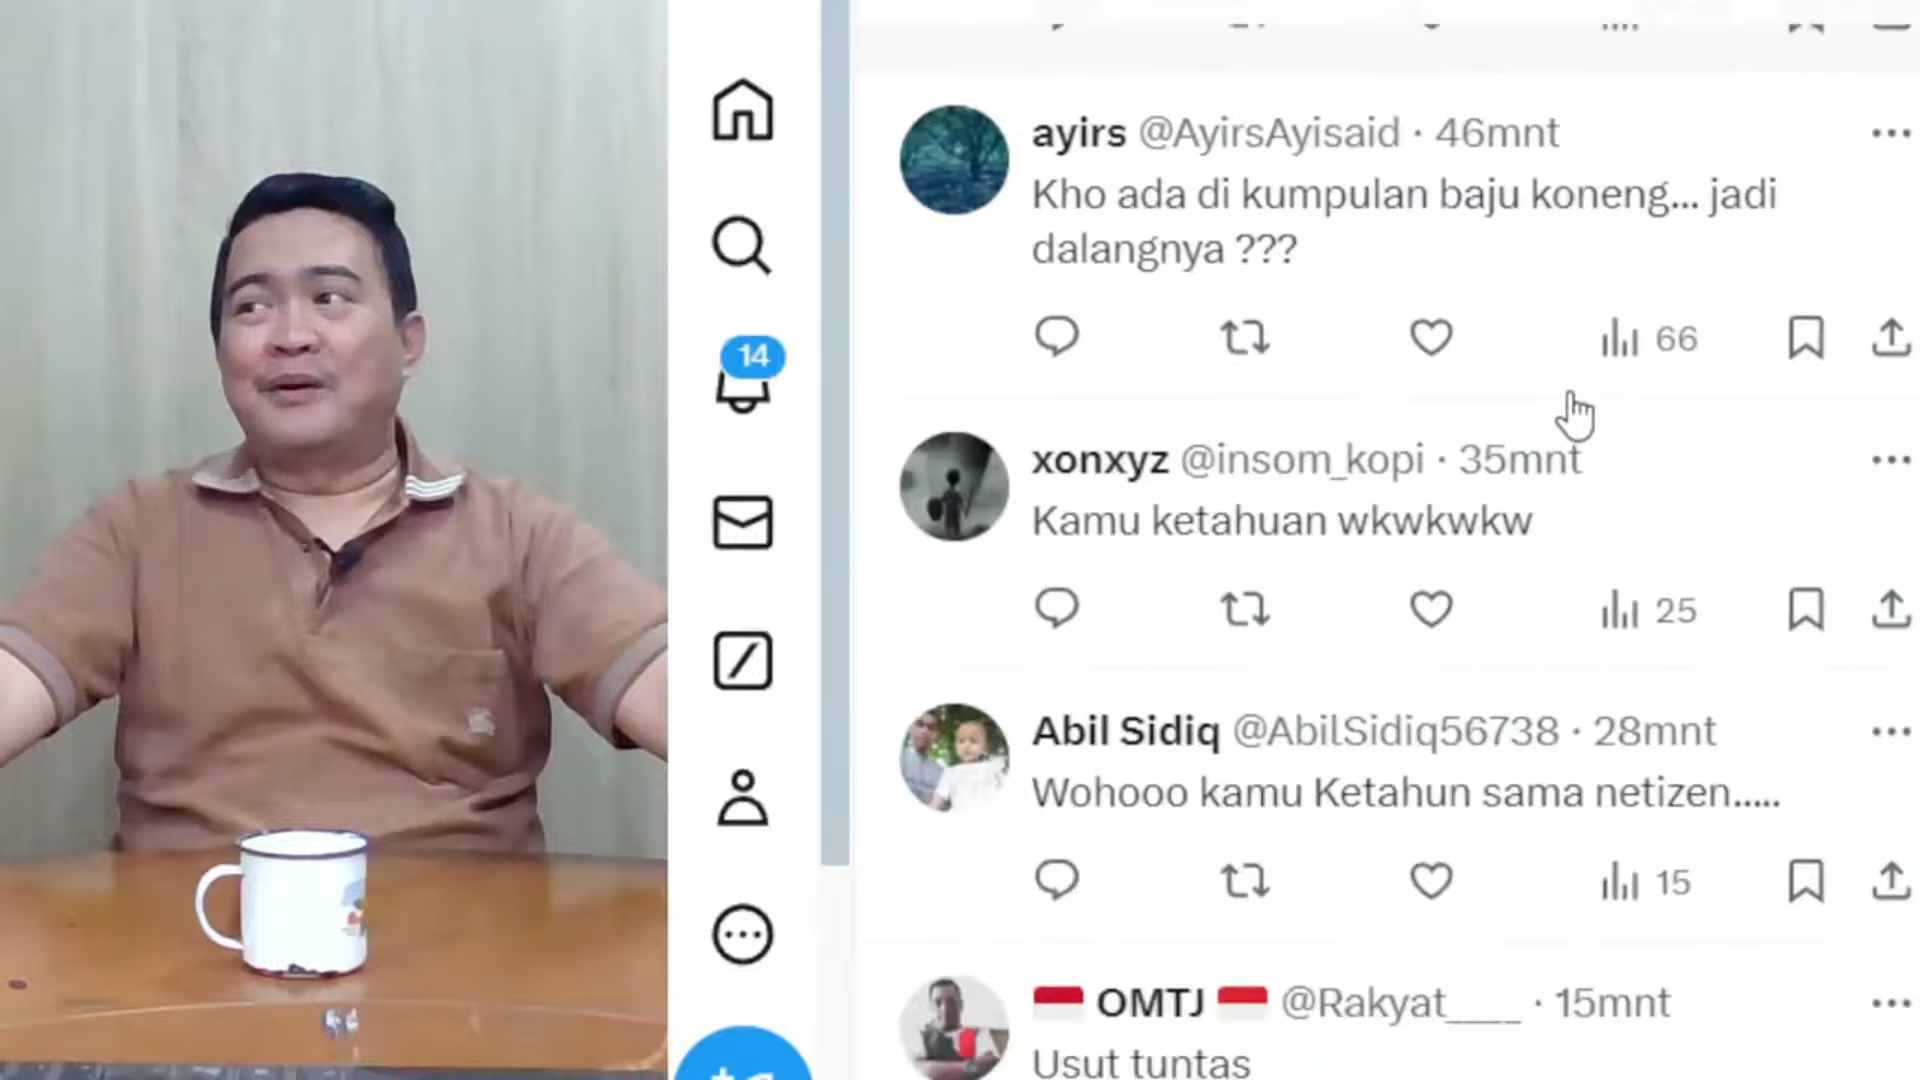 ayirs @AyirsAyisaid · 46mnt
Kho ada di kumpulan baju koneng... jadi
dalangnya ???
66
14
xonxyz @insom_kopi · 35mnt
Kamu ketahuan wkwkwkw
25
Abil Sidiq @AbilSidiq56738 · 28mnt
Wohooo kamu Ketahun sama netizen.....
15
OMTJ @Rakyat____ · 15mnt
Usut tuntas